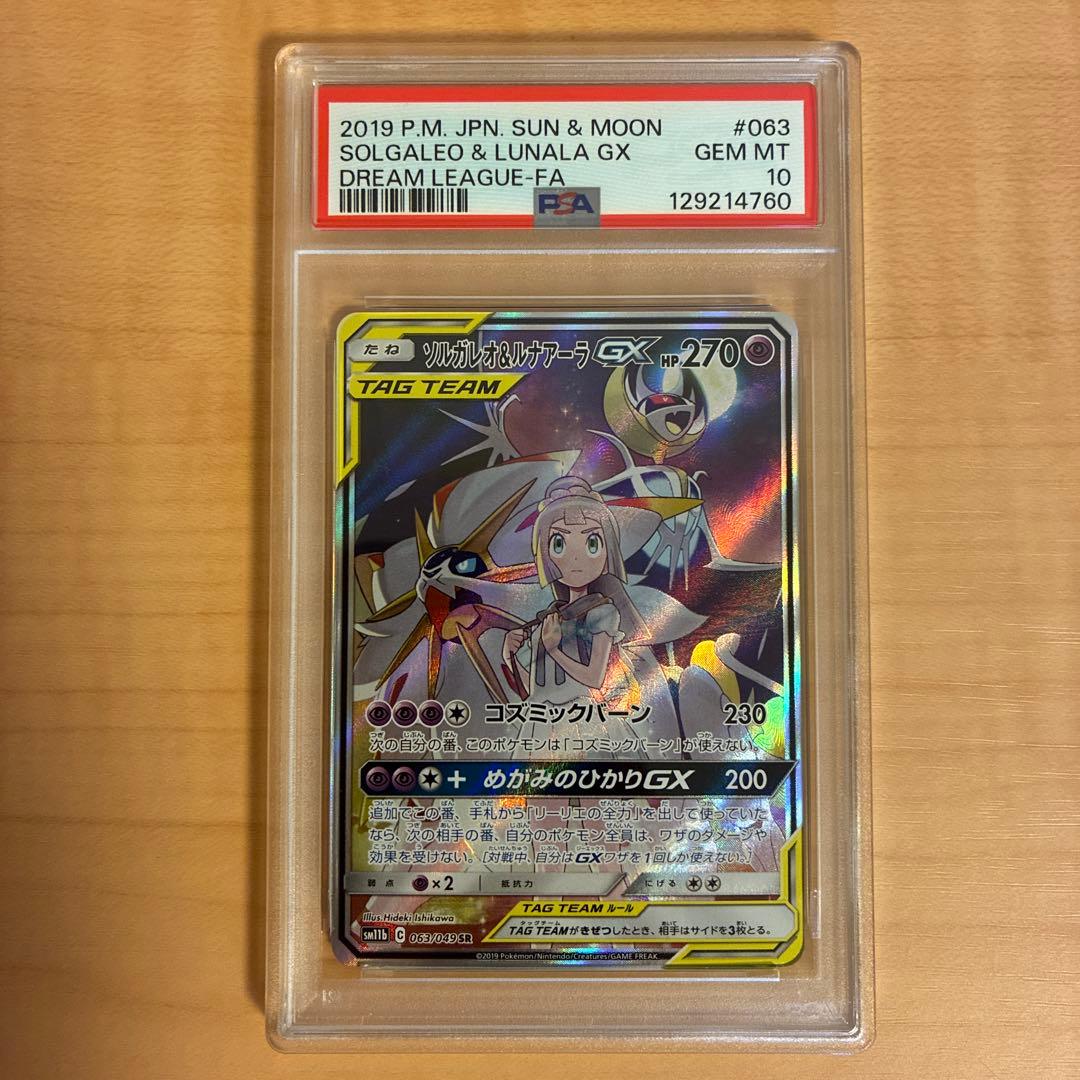 2019 P.M. JPN. SUN & MOON #063
SOLGALEO & LUNALA GX GEM MT
DREAM LEAGUE-FA 10
PSA 129214760
たね ソルガレオ&ルナアーラGX HP270
TAG TEAM
コズミックバーン 230
次の自分の番、このポケモンは「コズミックバーン」が使えない。
+ めがみのひかりGX 200
追加でこの番、手札から「リーリエの全力」を出して使っていた
なら、次の相手の番、自分のポケモン全員は、ワザのダメージや
効果を受けない。[対戦中、自分はGXワザを1回しか使えない。]
弱点 ×2 抵抗力 にげる
Illus. Hideki Ishikawa
TAG TEAM ルール
sm11b C 063/049 SR
TAG TEAMがきぜつしたとき、相手はサイドを3枚とる。
©2019 Pokémon/Nintendo/Creatures/GAME FREAK.